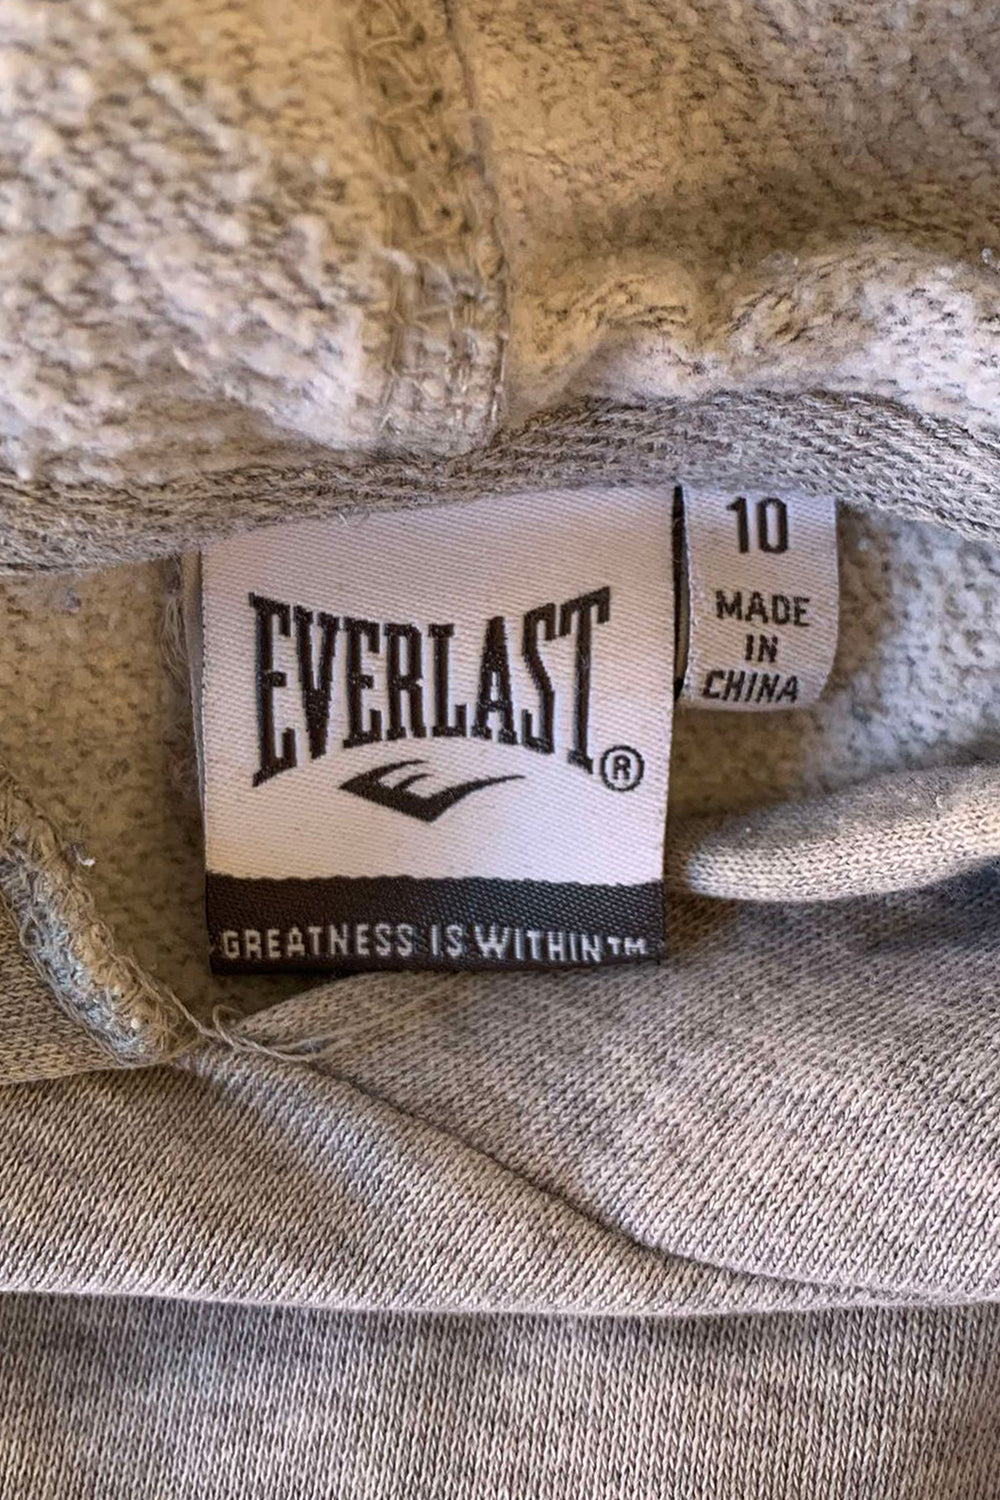 EVERLAST®
GREATNESS IS WITHIN™
10
MADE
IN
CHINA